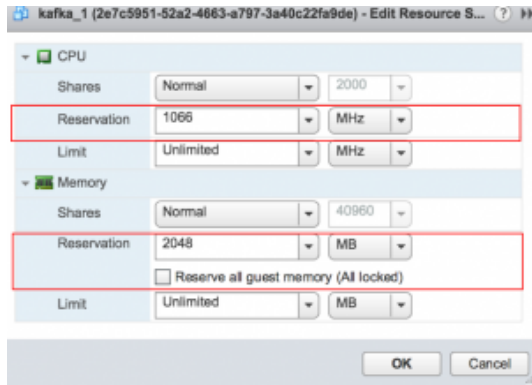 kafka_1 (2e7c5951-52a2-4663-a797-3a40c22fa9de) - Edit Resource S... ?
CPU
Shares Normal 2000
Reservation 1066 MHz
Limit Unlimited MHz
Memory
Shares Normal 40960
Reservation 2048 MB
Reserve all guest memory (All locked)
Limit Unlimited MB
OK Cancel